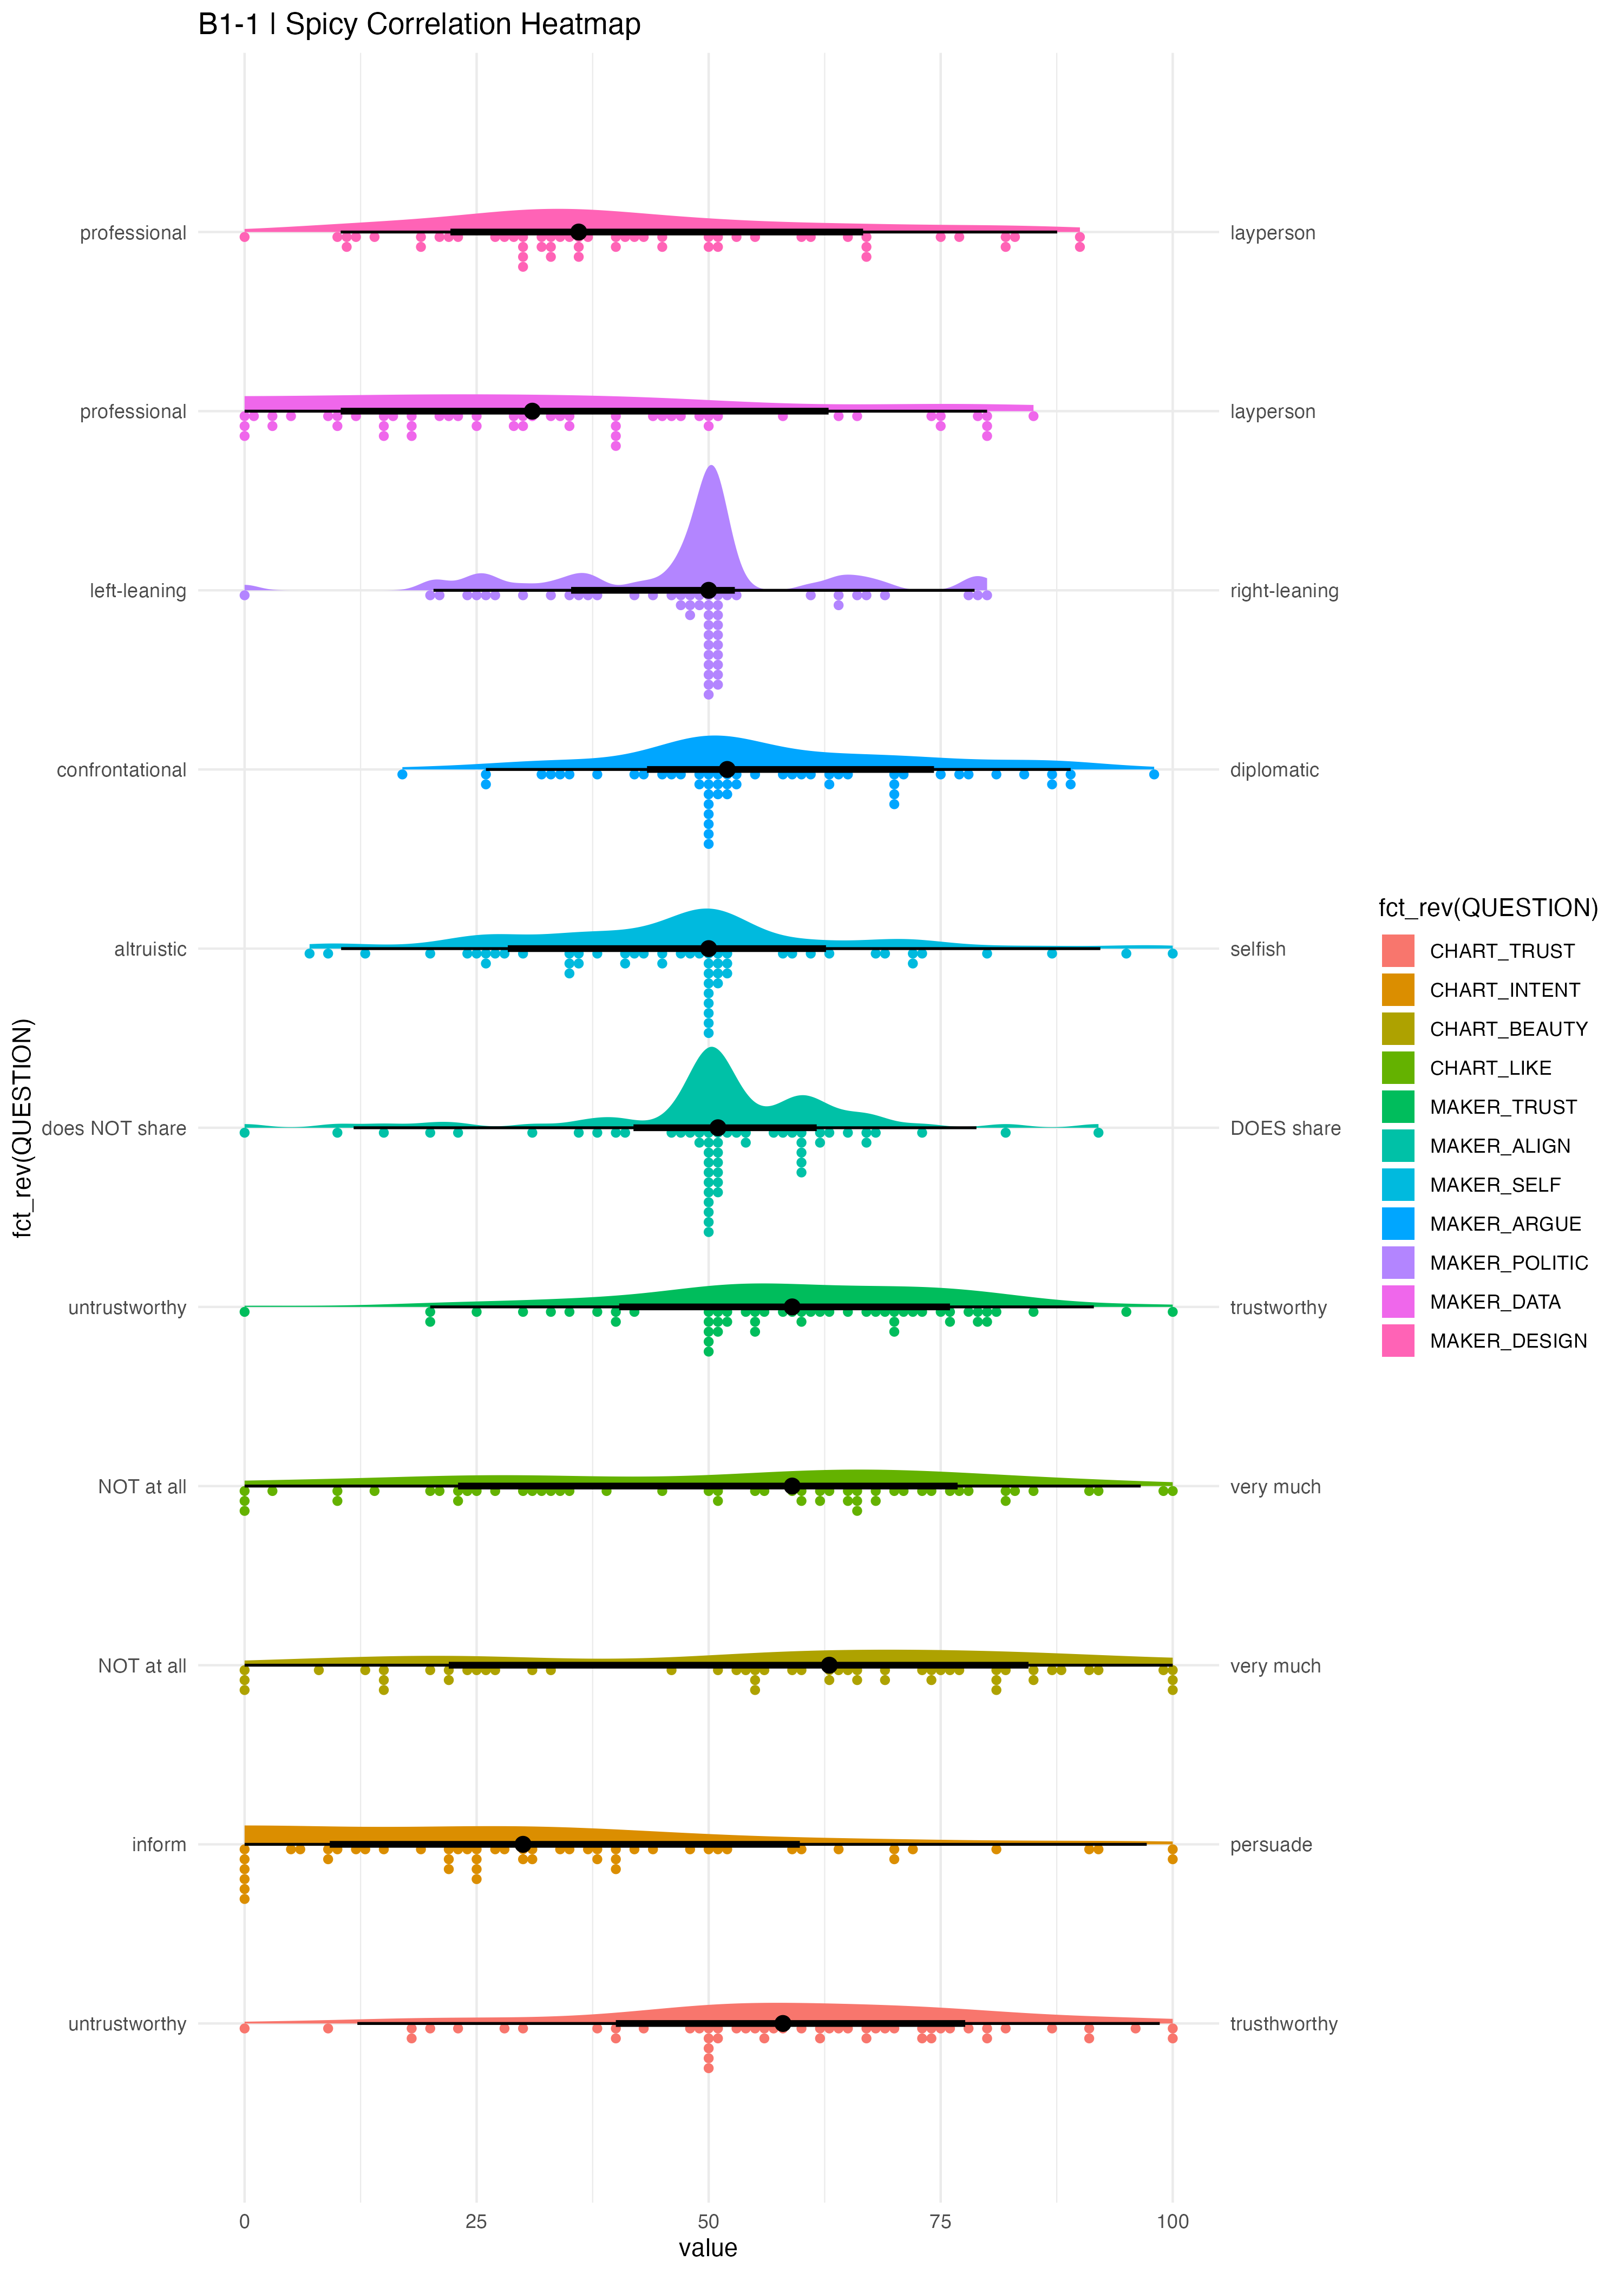 B1-1 | Spicy Correlation Heatmap
professional layperson
professional layperson
left-leaning right-leaning
confrontational diplomatic
altruistic selfish
does NOT share DOES share
untrustworthy trustworthy
NOT at all very much
NOT at all very much
inform persuade
untrustworthy trusthworthy
fct_rev(QUESTION)
0 25 50 75 100
value
fct_rev(QUESTION)
CHART_TRUST
CHART_INTENT
CHART_BEAUTY
CHART_LIKE
MAKER_TRUST
MAKER_ALIGN
MAKER_SELF
MAKER_ARGUE
MAKER_POLITIC
MAKER_DATA
MAKER_DESIGN